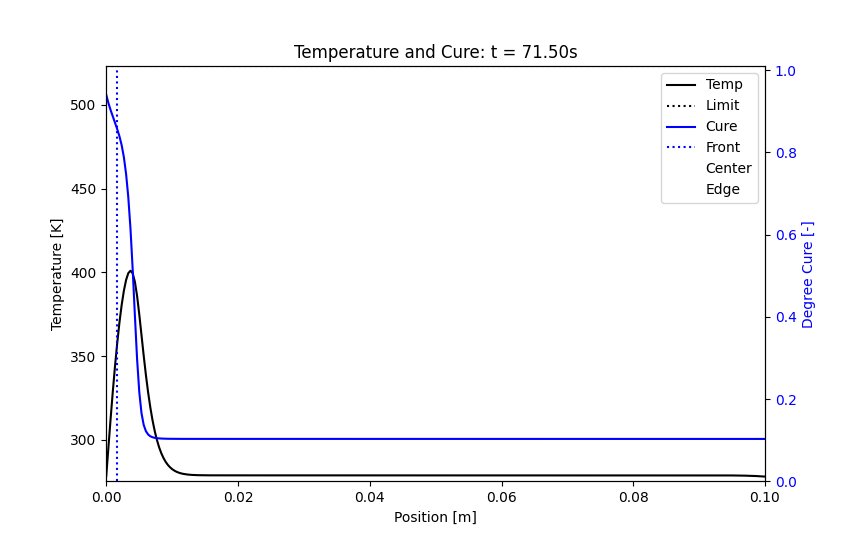 Temperature and Cure: t = 71.50s
Temperature [K]
500
450
400
350
300
1.0
0.8
0.6
0.4
0.2
0.0
Degree Cure [-]
Temp
Limit
Cure
Front
Center
Edge
0.00 0.02 0.04 0.06 0.08 0.10
Position [m]